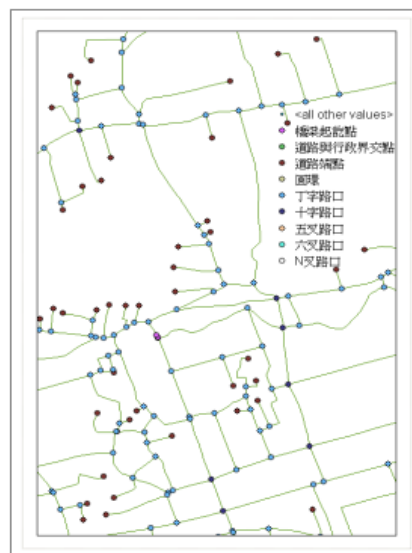 <all other values>
橋梁起訖點
道路與行政界交點
道路端點
圓環
丁字路口
十字路口
五叉路口
六叉路口
N叉路口